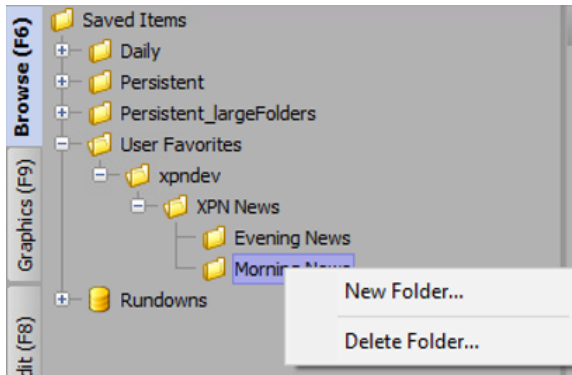 Browse (F6)
Graphics (F9)
dit (F8)
Saved Items
Daily
Persistent
Persistent_largeFolders
User Favorites
xpndev
XPN News
Evening News
Morning News
Rundowns
New Folder...
Delete Folder...